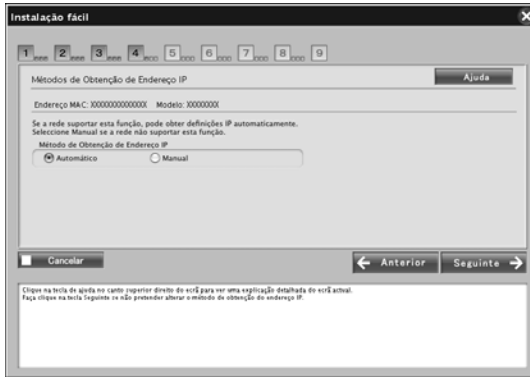 Instalação fácil
1 2 3 4 5 6 7 8 9
Métodos de Obtenção de Endereço IP
Ajuda
Endereço MAC: XXXXXXXXXXXXXX Modelo: XXXXXXXX
Se a rede suportar esta função, pode obter definições IP automaticamente.
Seleccione Manual se a rede não suportar esta função.
Método de Obtenção de Endereço IP
Automático Manual
Cancelar
Anterior Seguinte
Clique na tecla de ajuda no canto superior direito do ecrã para ver uma explicação detalhada do ecrã actual.
Faça clique na tecla Seguinte se não pretender alterar o método de obtenção do endereço IP.